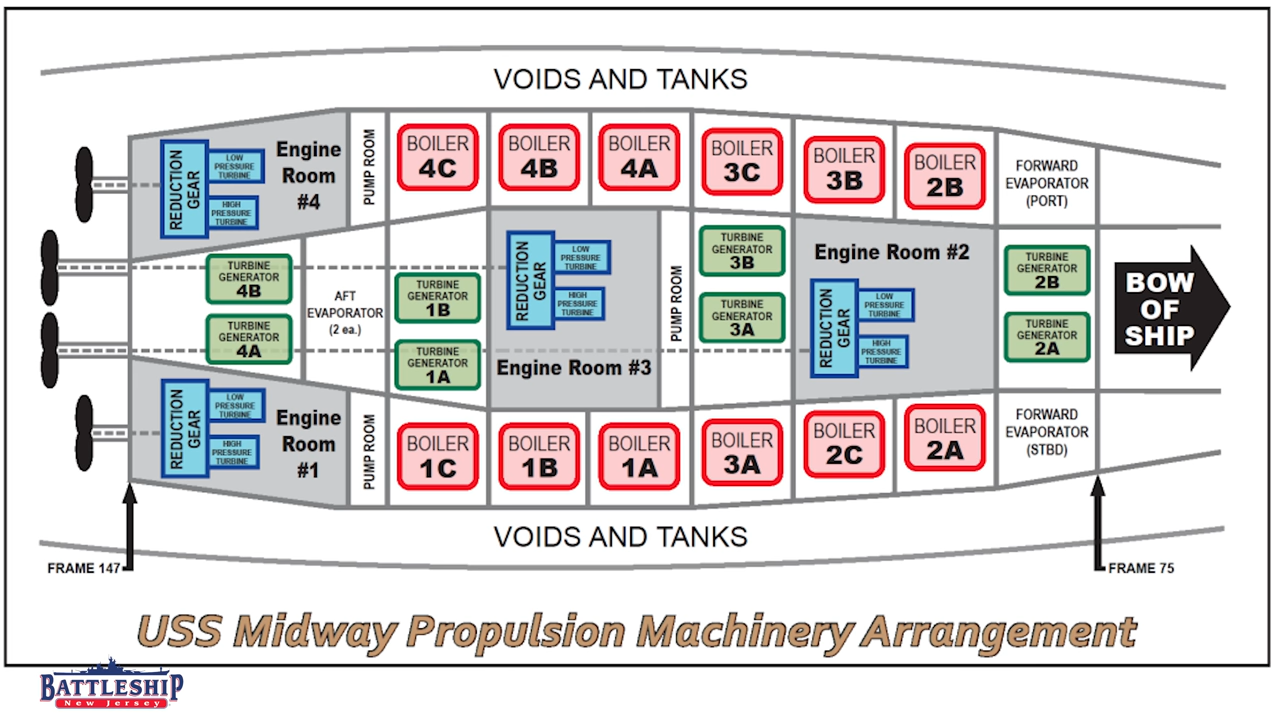 VOIDS AND TANKS
REDUCTION
GEAR
LOW
PRESSURE
TURBINE
HIGH
PRESSURE
TURBINE
Engine
Room
#4
PUMP ROOM
BOILER
4C
BOILER
4B
BOILER
4A
BOILER
3C
BOILER
3B
BOILER
2B
FORWARD
EVAPORATOR
(PORT)
TURBINE
GENERATOR
4B
TURBINE
GENERATOR
4A
AFT
EVAPORATOR
(2 ea.)
TURBINE
GENERATOR
1B
TURBINE
GENERATOR
1A
REDUCTION
GEAR
LOW
PRESSURE
TURBINE
HIGH
PRESSURE
TURBINE
Engine Room #3
PUMP ROOM
TURBINE
GENERATOR
3B
TURBINE
GENERATOR
3A
Engine Room #2
REDUCTION
GEAR
LOW
PRESSURE
TURBINE
HIGH
PRESSURE
TURBINE
TURBINE
GENERATOR
2B
TURBINE
GENERATOR
2A
BOW
OF
SHIP
REDUCTION
GEAR
LOW
PRESSURE
TURBINE
HIGH
PRESSURE
TURBINE
Engine
Room
#1
PUMP ROOM
BOILER
1C
BOILER
1B
BOILER
1A
BOILER
3A
BOILER
2C
BOILER
2A
FORWARD
EVAPORATOR
(STBD)
VOIDS AND TANKS
FRAME 147
FRAME 75
USS Midway Propulsion Machinery Arrangement
BATTLESHIP
New Jersey